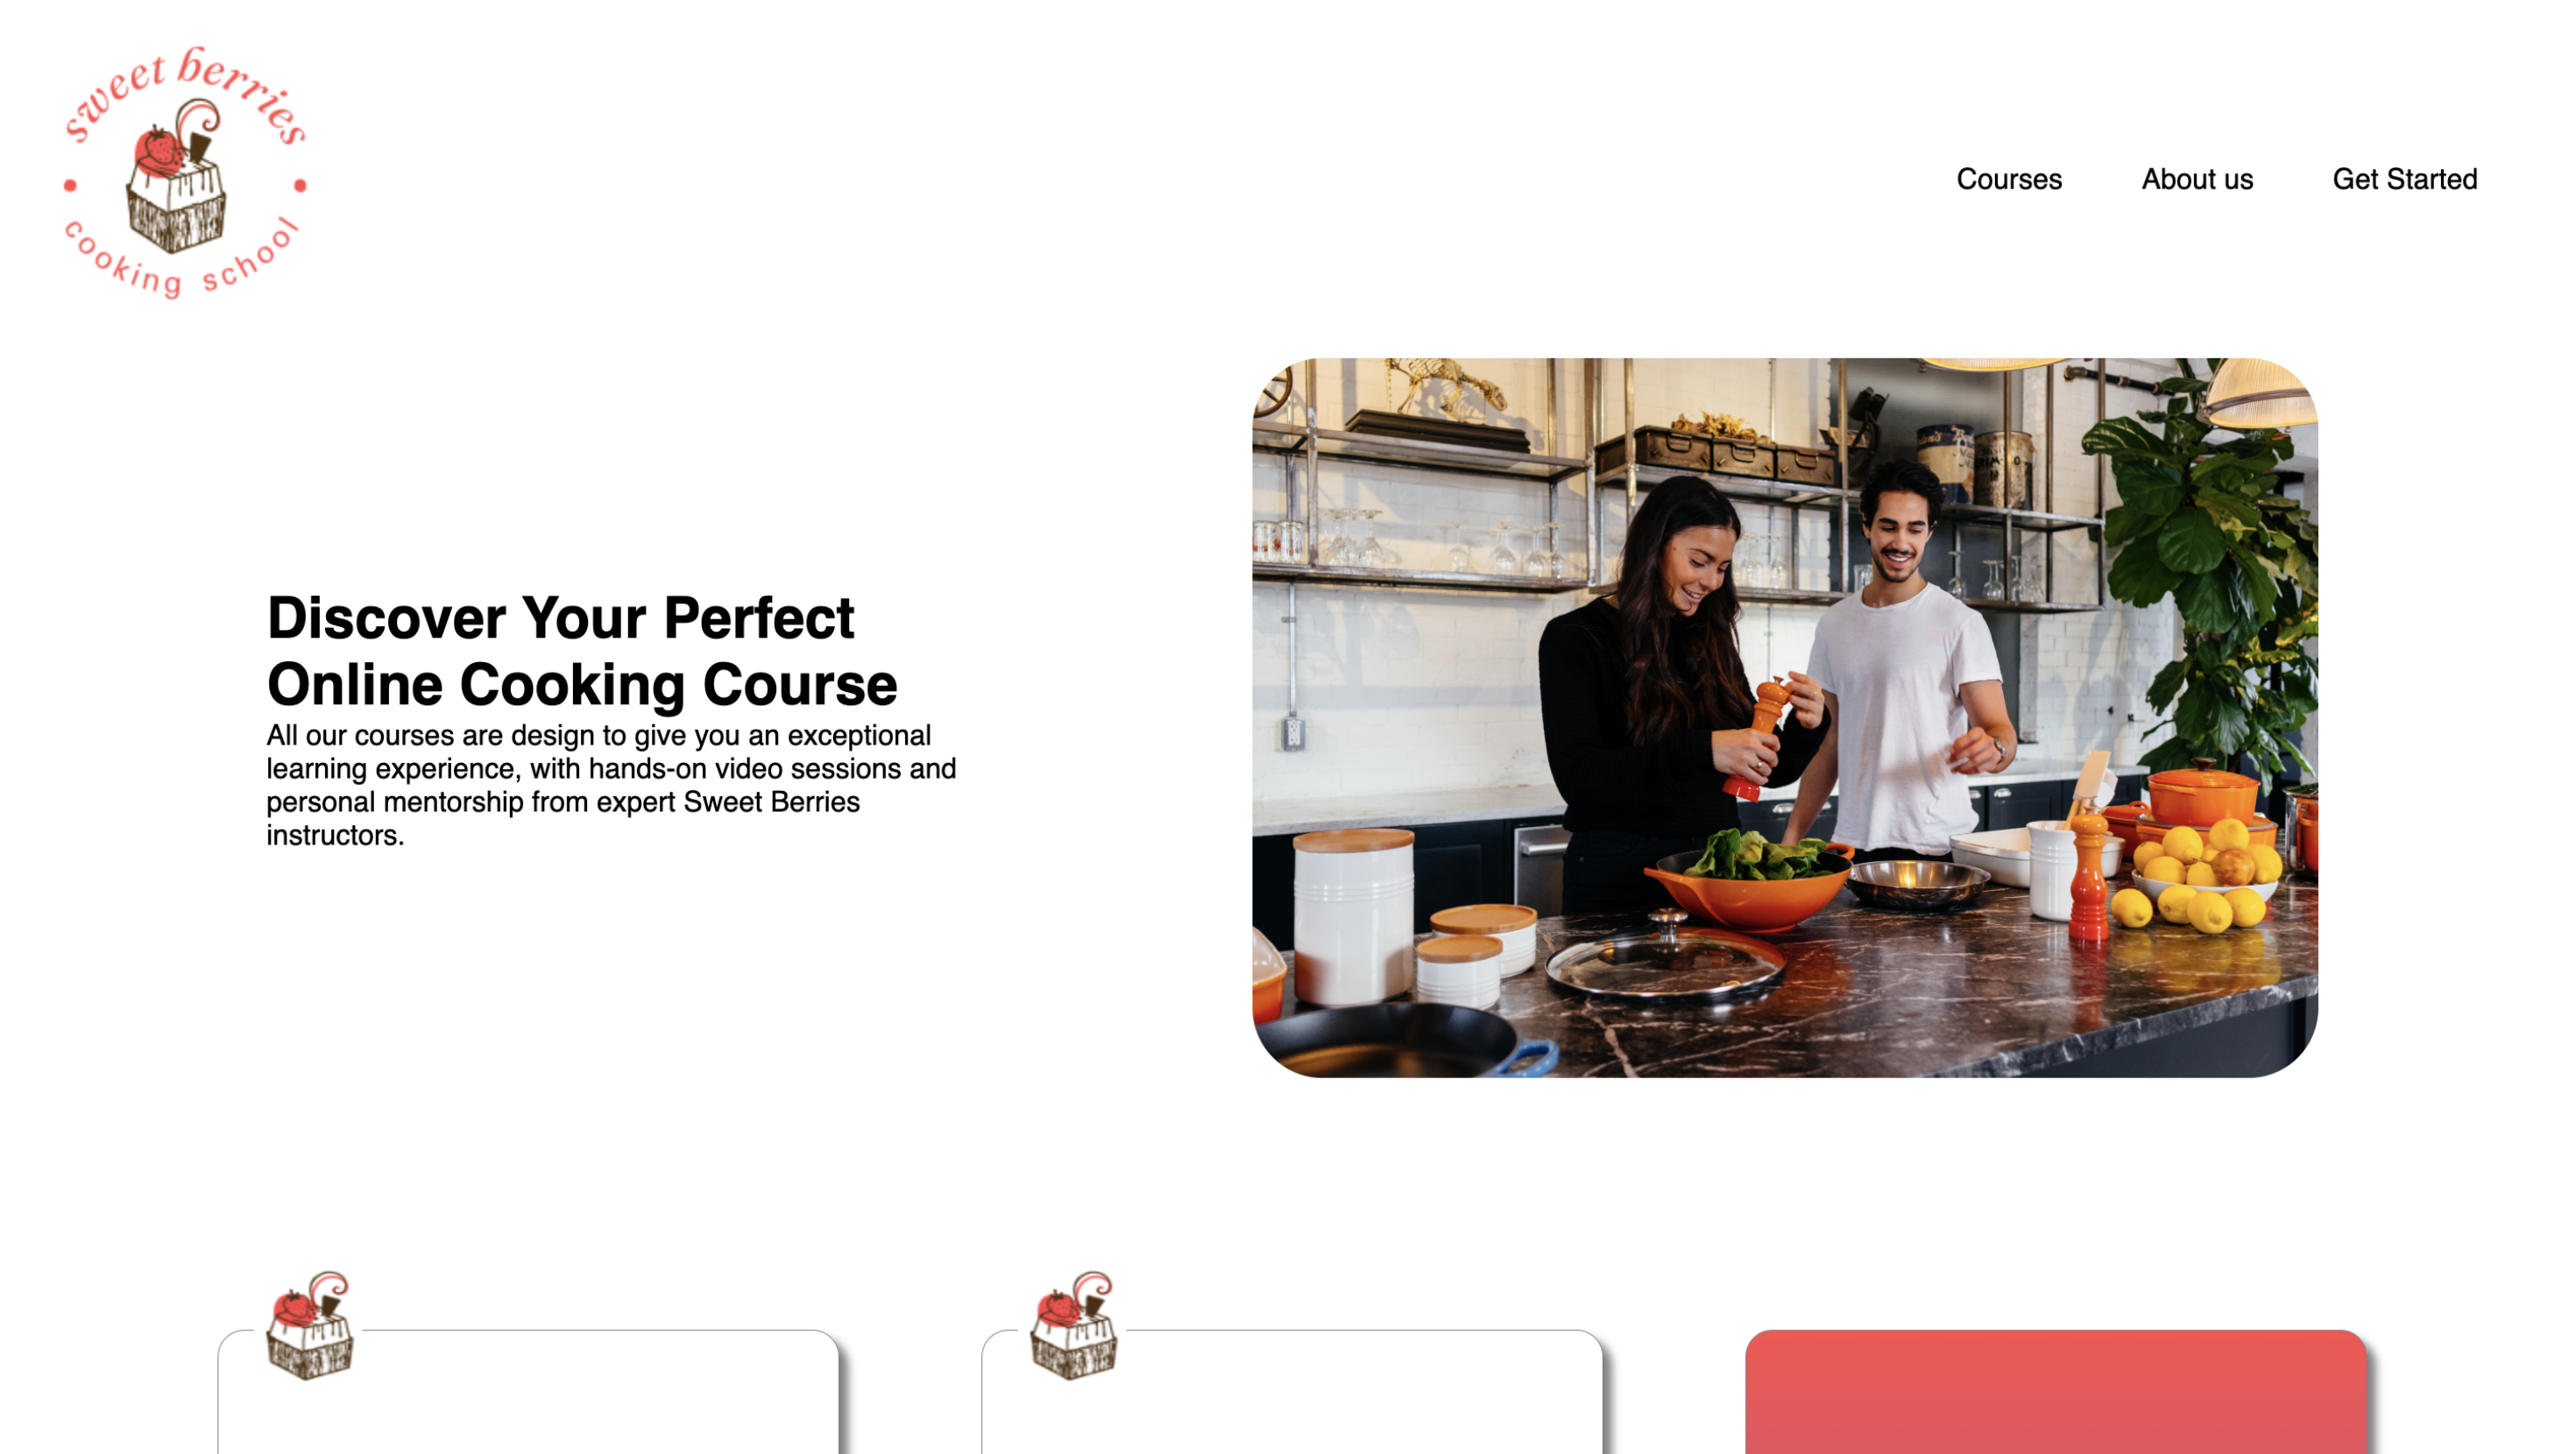 sweet berries
cooking school
Courses
About us
Get Started
Discover Your Perfect
Online Cooking Course
All our courses are design to give you an exceptional
learning experience, with hands-on video sessions and
personal mentorship from expert Sweet Berries
instructors.